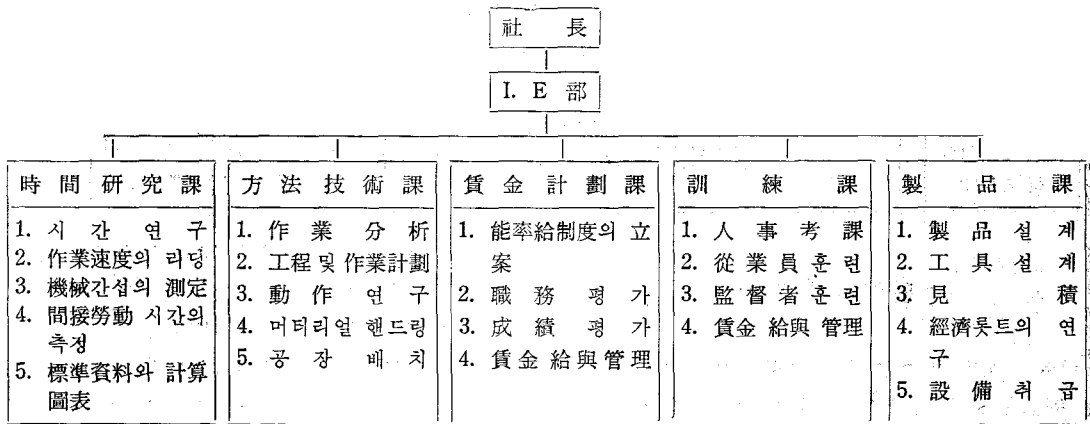 社長
I. E 部
時間研究課
1. 시간연구
2. 作業速度의 리딩
3. 機械간섭의 測定
4. 間接勞動 시간의
측정
5. 標準資料와 計算
圖表
方法技術課
1. 作業分析
2. 工程 및 作業計劃
3. 動作연구
4. 머티리얼 핸드링
5. 공장배치
賃金計劃課
1. 能率給制度의 立
案
2. 職務평가
3. 成績평가
4. 賃金給與管理
訓練課
1. 人事考課
2. 從業員훈련
3. 監督者훈련
4. 賃金 給與 管理
製品課
1. 製品설계
2. 工具설계
3. 見積
4. 經濟롯트의 연
구
5. 設備취급